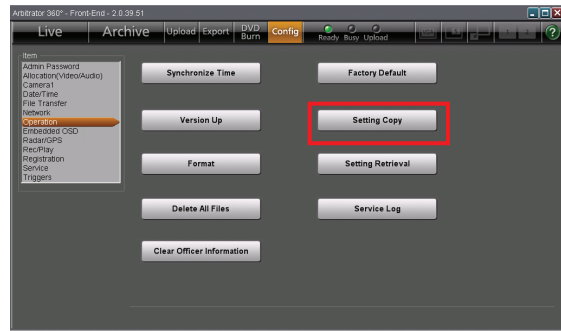 Arbitrator 360° - Front-End - 2.0.39.51
Live Archive Upload Export DVD Burn Config Ready Busy Upload ?
Item
Admin Password
Allocation(Video/Audio)
Camera1
Date/Time
File Transfer
Network
Operation
Embedded OSD
Radar/GPS
Rec/Play
Registration
Service
Triggers
Synchronize Time Factory Default
Version Up Setting Copy
Format Setting Retrieval
Delete All Files Service Log
Clear Officer Information